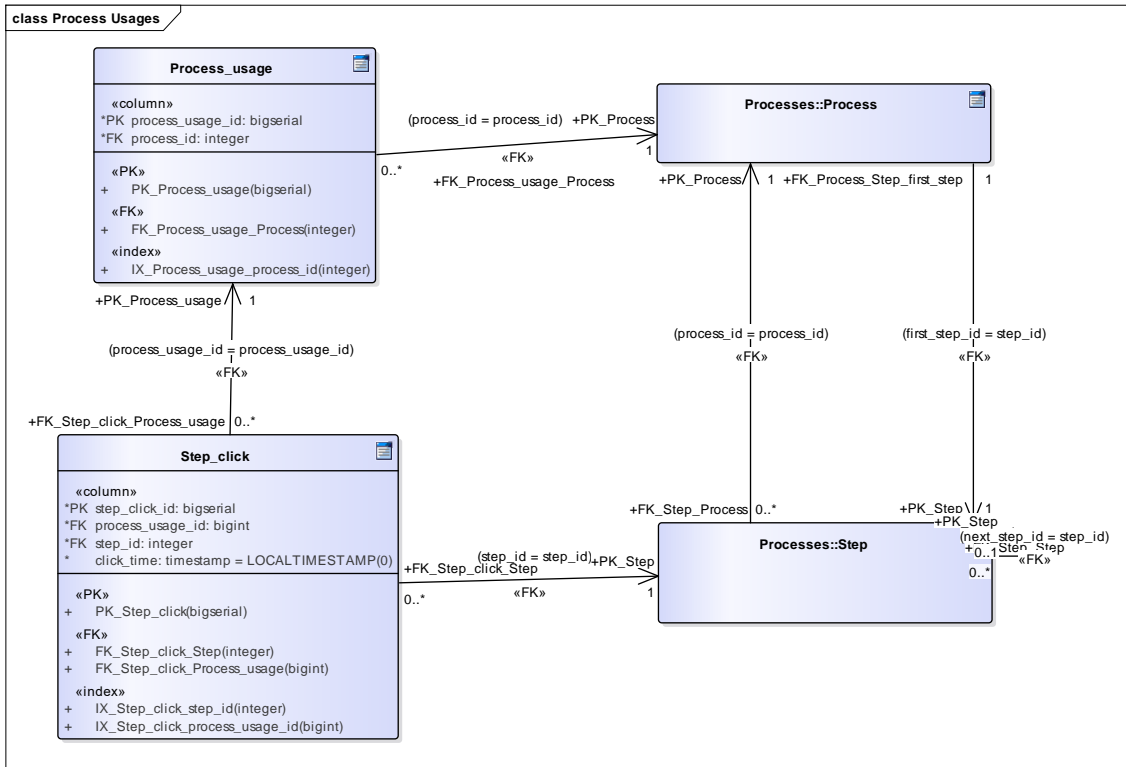 class Process Usages
Process_usage
«column»
*PK process_usage_id: bigserial
*FK process_id: integer
«PK»
+ PK_Process_usage(bigserial)
«FK»
+ FK_Process_usage_Process(integer)
«index»
+ IX_Process_usage_process_id(integer)
(process_id = process_id)
+PK_Process
0..*
«FK»
1
+FK_Process_usage_Process
Processes::Process
+PK_Process
1
+FK_Process_Step_first_step
1
+PK_Process_usage
1
(process_usage_id = process_usage_id)
«FK»
+FK_Step_click_Process_usage
0..*
(process_id = process_id)
«FK»
(first_step_id = step_id)
«FK»
Step_click
«column»
*PK step_click_id: bigserial
*FK process_usage_id: bigint
*FK step_id: integer
* click_time: timestamp = LOCALTIMESTAMP(0)
«PK»
+ PK_Step_click(bigserial)
«FK»
+ FK_Step_click_Step(integer)
+ FK_Step_click_Process_usage(bigint)
«index»
+ IX_Step_click_step_id(integer)
+ IX_Step_click_process_usage_id(bigint)
(step_id = step_id)
+FK_Step_click_Step
+PK_Step
0..*
«FK»
1
+FK_Step_Process
0..*
Processes::Step
+PK_Step
1
+PK_Step
(next_step_id = step_id)
0..1
«FK»
0..*